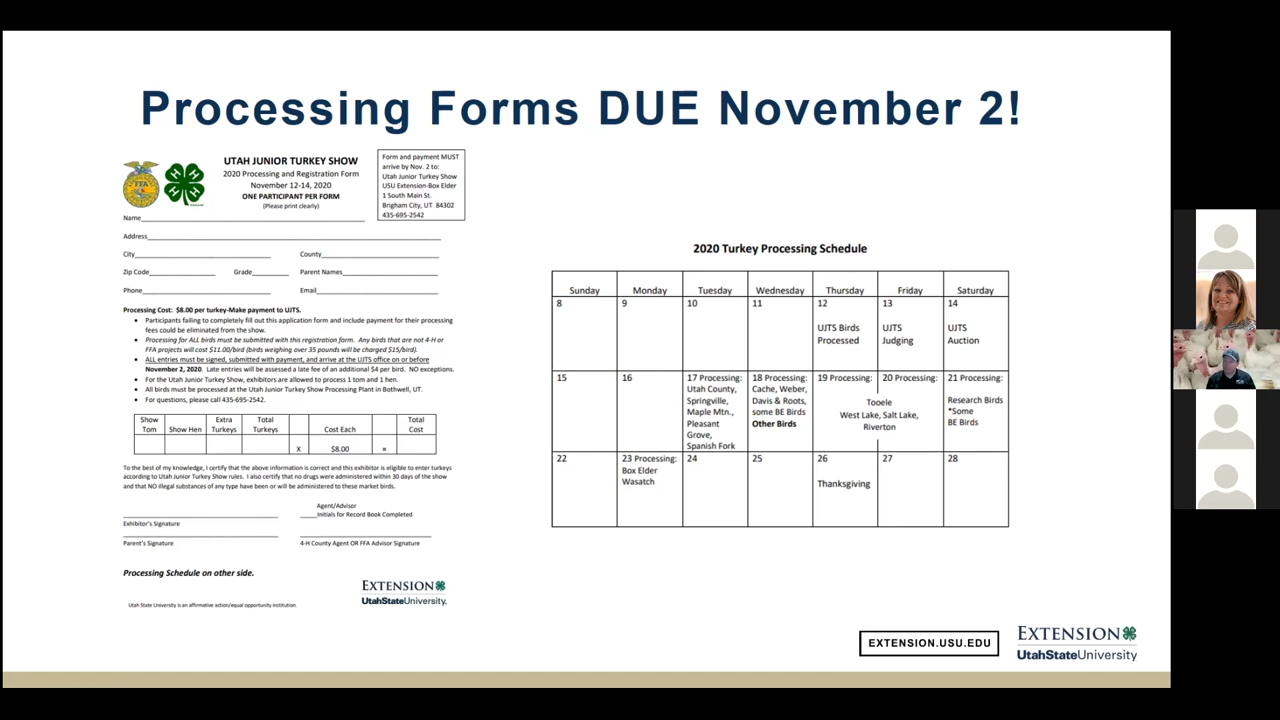 Processing Forms DUE November 2!
UTAH JUNIOR TURKEY SHOW
2020 Processing and Registration Form
November 12-14, 2020
ONE PARTICIPANT PER FORM
(Please print clearly)
Form and payment MUST
arrive by Nov. 2 to:
Utah Junior Turkey Show
USU Extension-Box Elder
1 South Main St.
Brigham City, UT 84302
435-695-2542
FFA
H H H H
Name
Address
City County
Zip Code Grade Parent Names
Phone Email
Processing Cost: $8.00 per turkey-Make payment to UJTS.
• Participants failing to completely fill out this application form and include payment for their processing
fees could be eliminated from the show.
• Processing for ALL birds must be submitted with this registration form. Any birds that are not 4-H or
FFA projects will cost $11.00/bird (birds weighing over 35 pounds will be charged $15/bird).
• ALL entries must be signed, submitted with payment, and arrive at the UJTS office on or before
November 2, 2020. Late entries will be assessed a late fee of an additional $4 per bird. NO exceptions.
• For the Utah Junior Turkey Show, exhibitors are allowed to process 1 tom and 1 hen.
• All birds must be processed at the Utah Junior Turkey Show Processing Plant in Bothwell, UT.
• For questions, please call 435-695-2542.
Show Tom Show Hen Extra Turkeys Total Turkeys Cost Each Total Cost
X $8.00 =
To the best of my knowledge, I certify that the above information is correct and this exhibitor is eligible to enter turkeys
according to Utah Junior Turkey Show rules. I also certify that no drugs were administered within 30 days of the show
and that NO illegal substances of any type have been or will be administered to these market birds.
Agent/Advisor
Initials for Record Book Completed
Exhibitor's Signature
Parent's Signature 4-H County Agent OR FFA Advisor Signature
Processing Schedule on other side.
EXTENSION
UtahStateUniversity.
Utah State University is an affirmative action/equal opportunity institution.
2020 Turkey Processing Schedule
Sunday Monday Tuesday Wednesday Thursday Friday Saturday
8 9 10 11 12 13 14
UJTS Birds Processed
UJTS Judging
UJTS Auction
15 16
17 Processing:
Utah County,
Springville,
Maple Mtn.,
Pleasant
Grove,
Spanish Fork
18 Processing:
Cache, Weber,
Davis & Roots,
some BE Birds
Other Birds
19 Processing: 20 Processing:
Tooele
West Lake, Salt Lake,
Riverton
21 Processing:
Research Birds
*Some
BE Birds
22
23 Processing:
Box Elder
Wasatch
24 25 26 27 28
Thanksgiving
EXTENSION.USU.EDU
EXTENSION
UtahStateUniversity